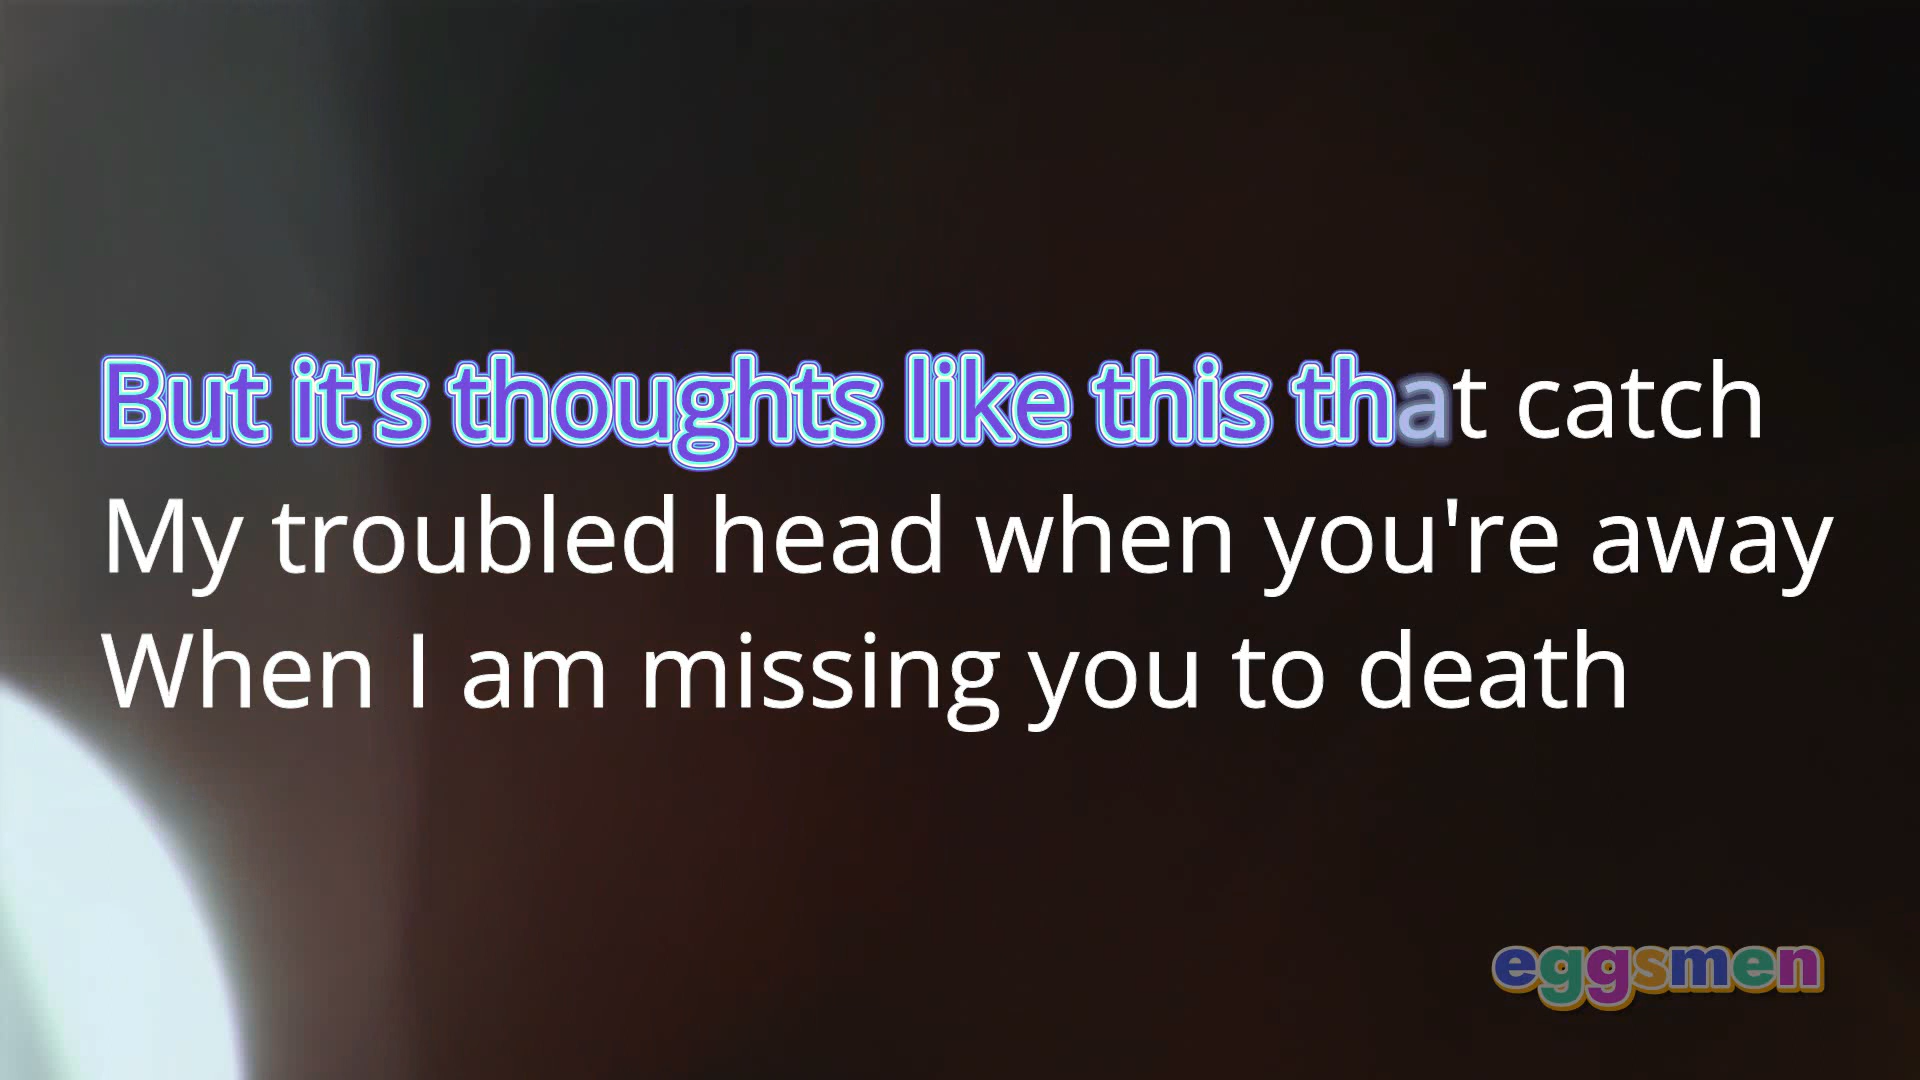 But it's thoughts like this that catch
My troubled head when you're away
When I am missing you to death
eggsmen